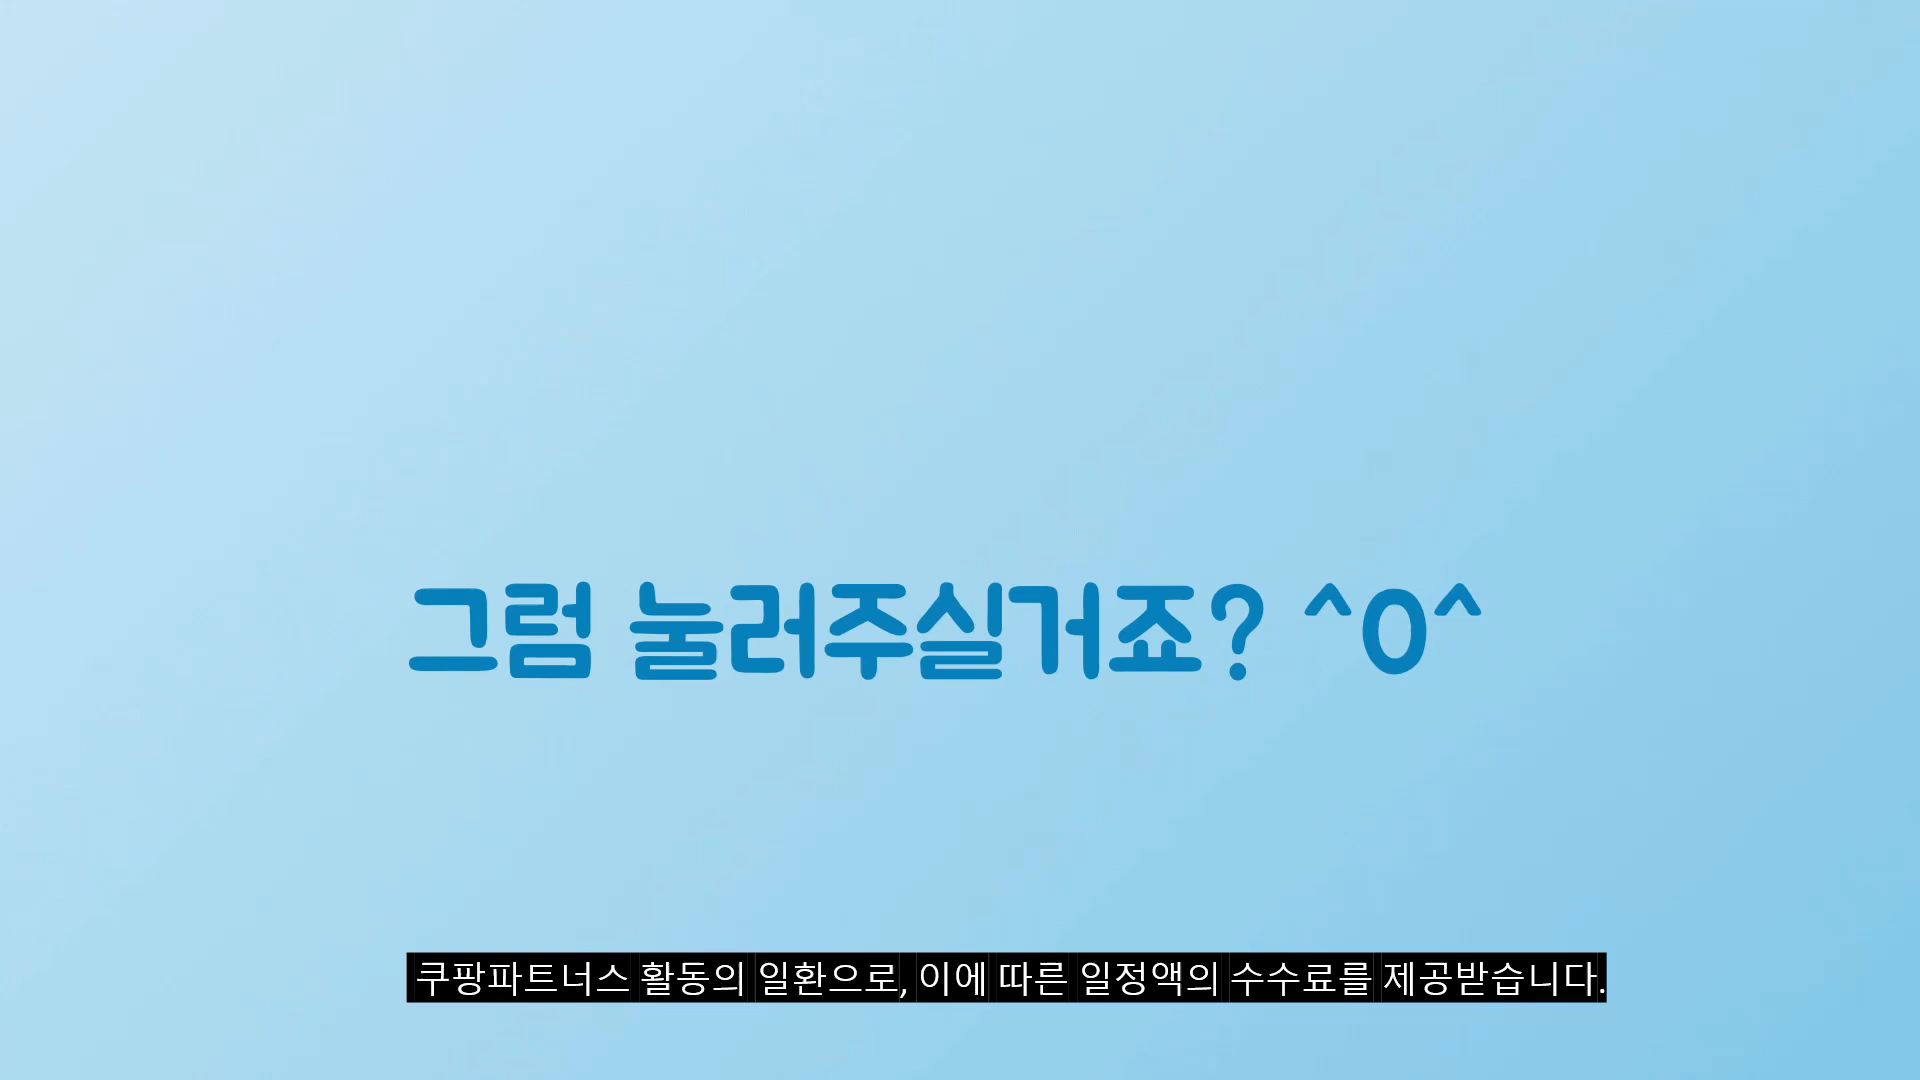 그럼 눌러주실거죠? ^0^
쿠팡파트너스 활동의 일환으로, 이에 따른 일정액의 수수료를 제공받습니다.